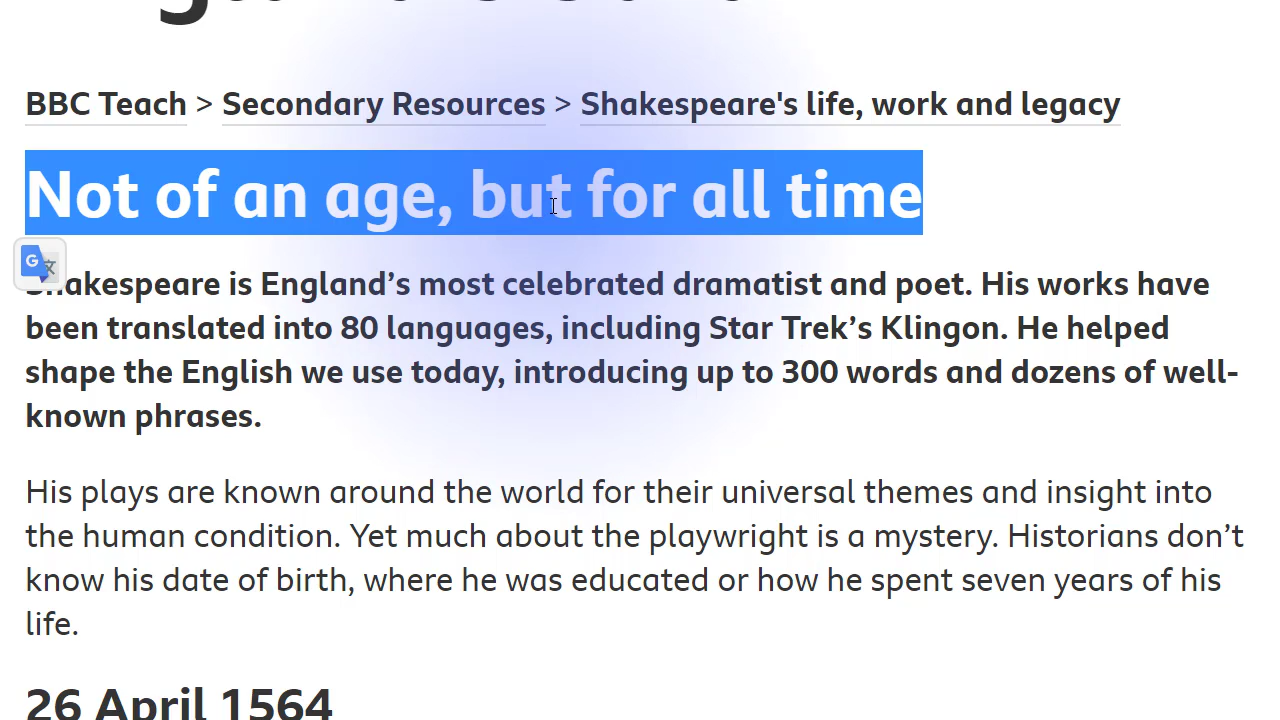 BBC Teach > Secondary Resources > Shakespeare's life, work and legacy
Not of an age, but for all time
Shakespeare is England’s most celebrated dramatist and poet. His works have
been translated into 80 languages, including Star Trek’s Klingon. He helped
shape the English we use today, introducing up to 300 words and dozens of well-
known phrases.
His plays are known around the world for their universal themes and insight into
the human condition. Yet much about the playwright is a mystery. Historians don’t
know his date of birth, where he was educated or how he spent seven years of his
life.
26 April 1564